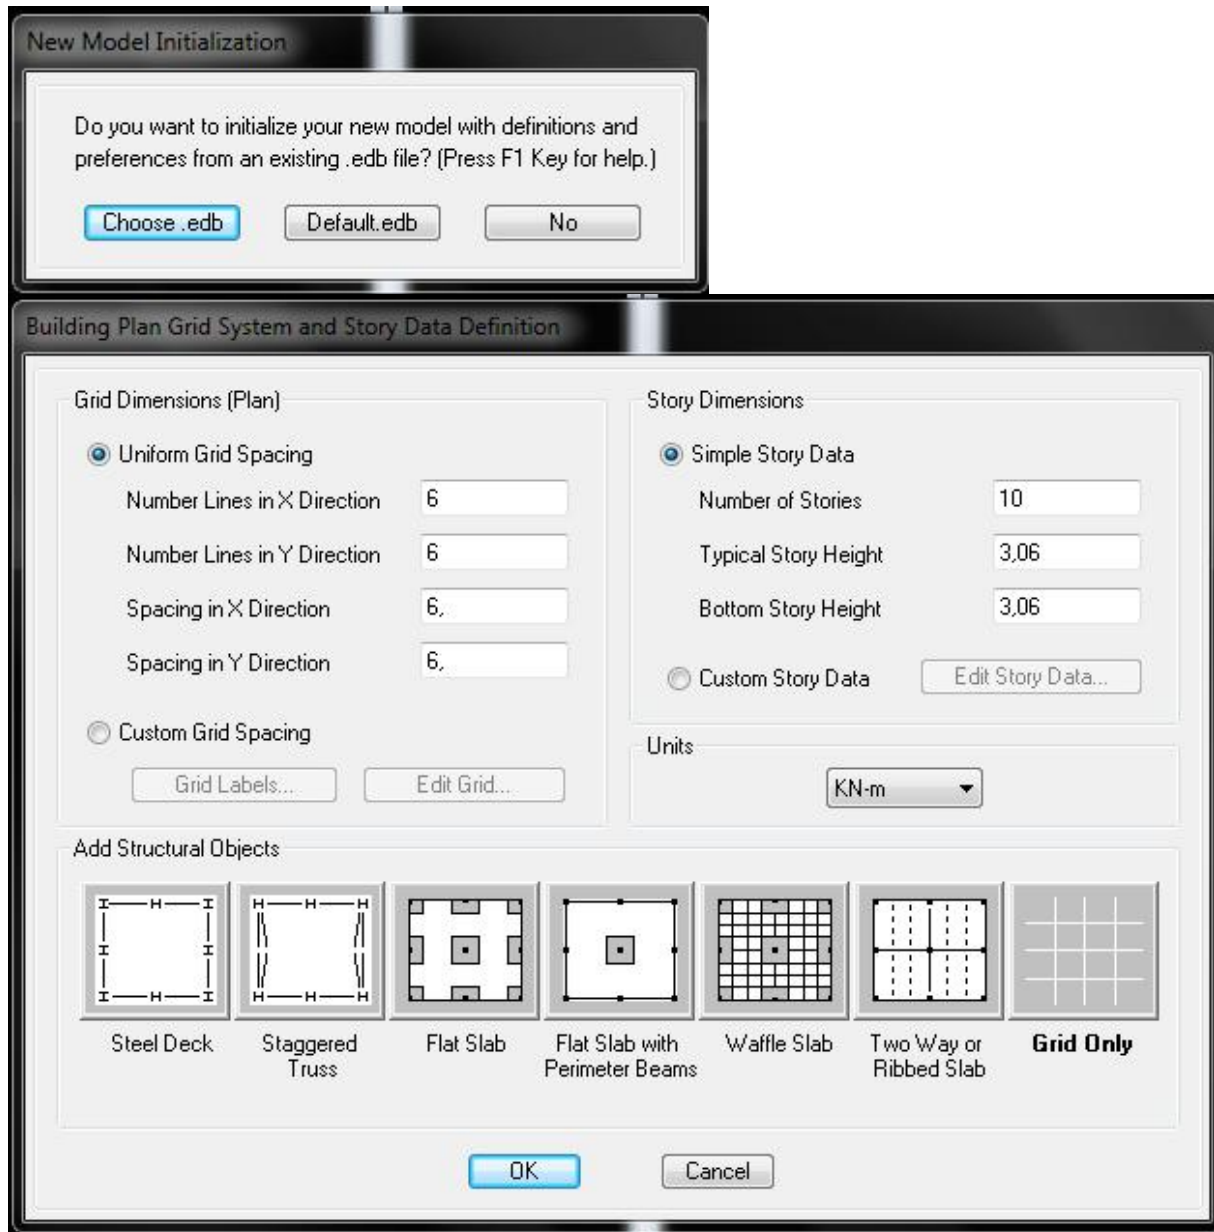 New Model Initialization
Do you want to initialize your new model with definitions and
preferences from an existing .edb file? (Press F1 Key for help.)
Choose .edb
Default.edb
No
Building Plan Grid System and Story Data Definition
Grid Dimensions (Plan)
Uniform Grid Spacing
Number Lines in X Direction 6
Number Lines in Y Direction 6
Spacing in X Direction 6,
Spacing in Y Direction 6,
Custom Grid Spacing
Grid Labels...
Edit Grid...
Story Dimensions
Simple Story Data
Number of Stories 10
Typical Story Height 3,06
Bottom Story Height 3,06
Custom Story Data
Edit Story Data...
Units
KN-m
Add Structural Objects
Steel Deck
Staggered
Truss
Flat Slab
Flat Slab with
Perimeter Beams
Waffle Slab
Two Way or
Ribbed Slab
Grid Only
OK
Cancel